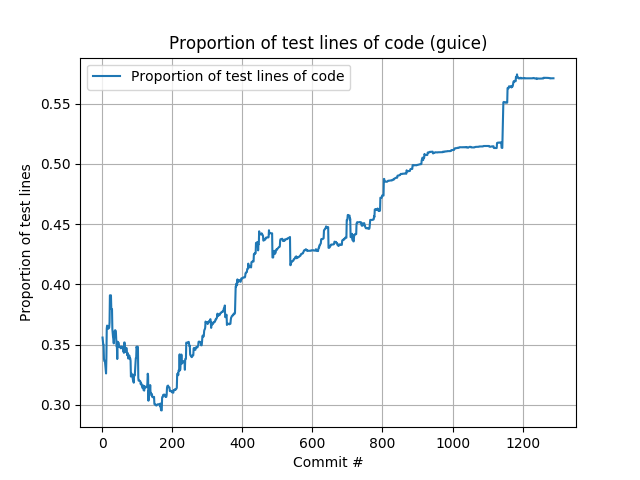 Proportion of test lines of code (guice)
Proportion of test lines of code
Proportion of test lines
0.55
0.50
0.45
0.40
0.35
0.30
0 200 400 600 800 1000 1200
Commit #